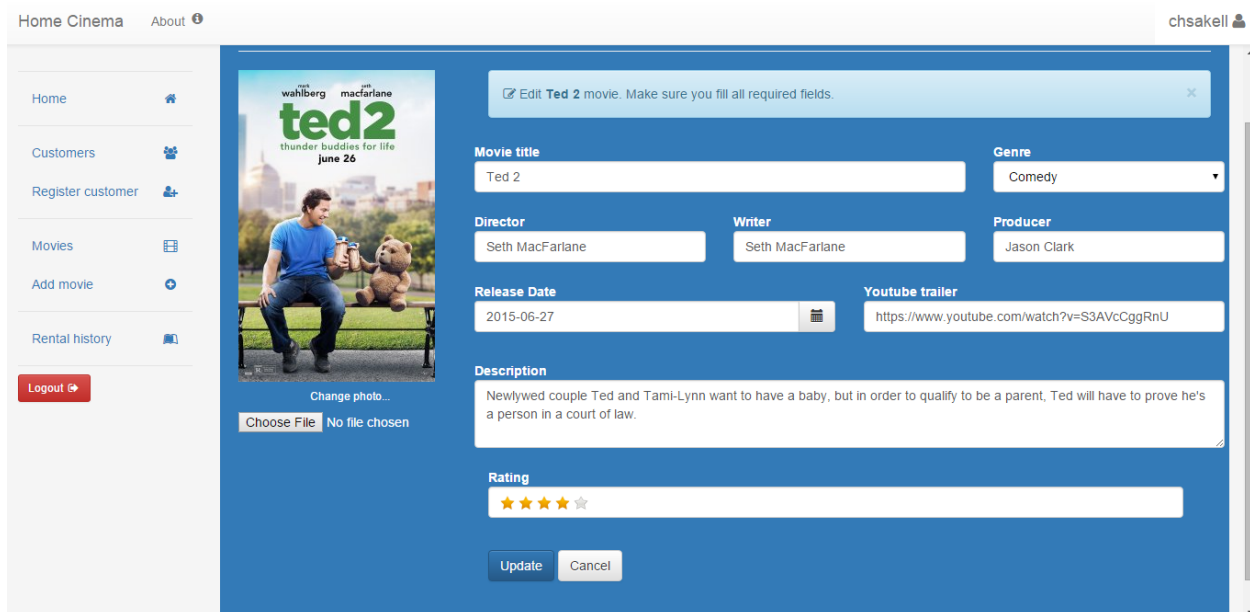 Home Cinema
About
chsakell
Home
Customers
Register customer
Movies
Add movie
Rental history
Logout
mark wahlberg seth macfarlane
ted2
thunder buddies for life
june 26
Change photo...
Choose File No file chosen
Edit Ted 2 movie. Make sure you fill all required fields. ×
Movie title
Ted 2
Genre
Comedy
Director
Seth MacFarlane
Writer
Seth MacFarlane
Producer
Jason Clark
Release Date
2015-06-27
Youtube trailer
https://www.youtube.com/watch?v=S3AVcCggRnU
Description
Newlywed couple Ted and Tami-Lynn want to have a baby, but in order to qualify to be a parent, Ted will have to prove he's
a person in a court of law.
Rating
Update
Cancel